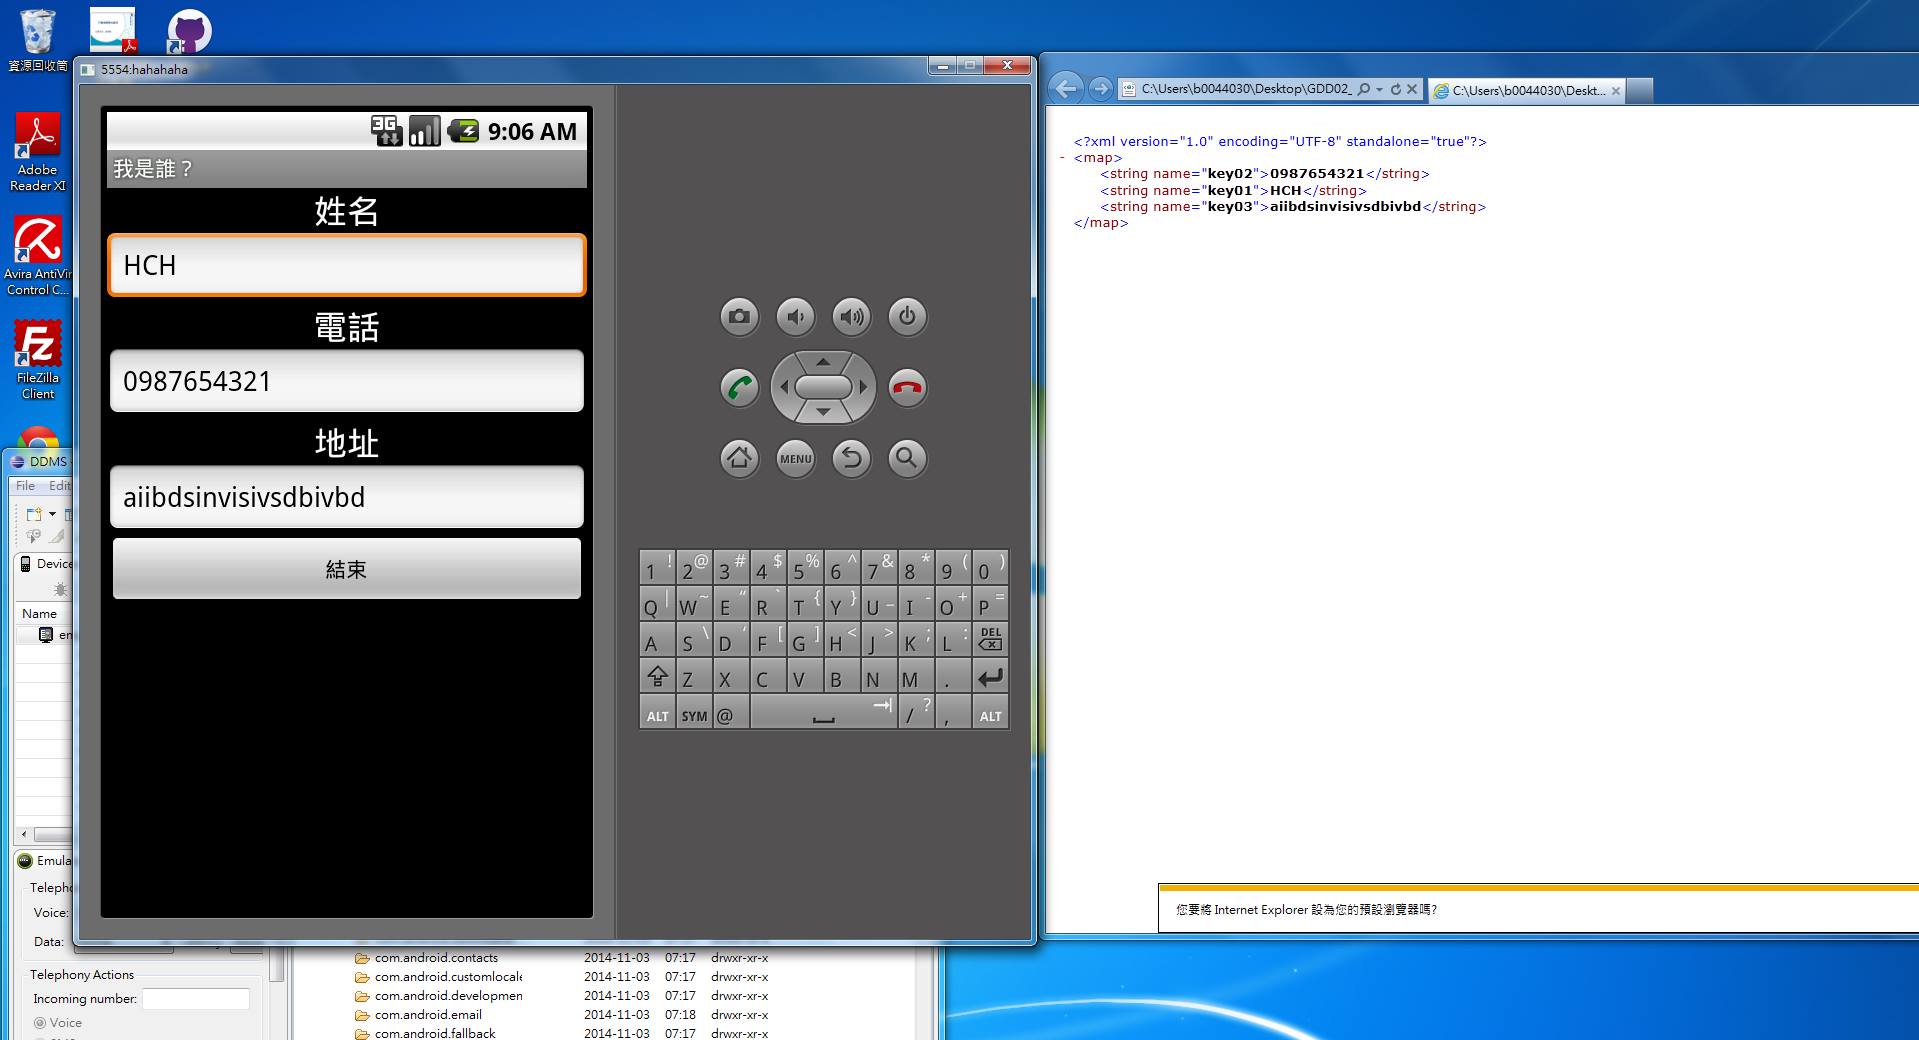 資源回收筒
Adobe
Reader XI
Avira AntiVir
Control C...
FileZilla
Client
5554:hahahaha
3G
9:06 AM
我是誰？
姓名
HCH
電話
0987654321
地址
aiibdsinvisivsdbivbd
結束
MENU
1 ! 2 @ 3 # 4 $ 5 % 6 ^ 7 & 8 * 9 ( 0 )
Q | W ~ E “ R ` T { Y } U _ I - O + P =
A S \ D ' F [ G ] H < J > K ; L : DEL
Z X C V B N M .
ALT SYM @ / ? , ALT
C:\Users\b0044030\Desktop\GDD02_
C:\Users\b0044030\Deskt...
<?xml version="1.0" encoding="UTF-8" standalone="true"?>
- <map>
<string name="key02">0987654321</string>
<string name="key01">HCH</string>
<string name="key03">aiibdsinvisivsdbivbd</string>
</map>
您要將 Internet Explorer 設為您的預設瀏覽器嗎?
DDMS
File Edit
Device
Name
en
Emula
Telepho
Voice:
Data:
Telephony Actions
Incoming number:
Voice
com.android.contacts 2014-11-03 07:17 drwxr-xr-x
com.android.customlocale 2014-11-03 07:17 drwxr-xr-x
com.android.developmen 2014-11-03 07:17 drwxr-xr-x
com.android.email 2014-11-03 07:18 drwxr-xr-x
com.android.fallback 2014-11-03 07:17 drwxr-xr-x